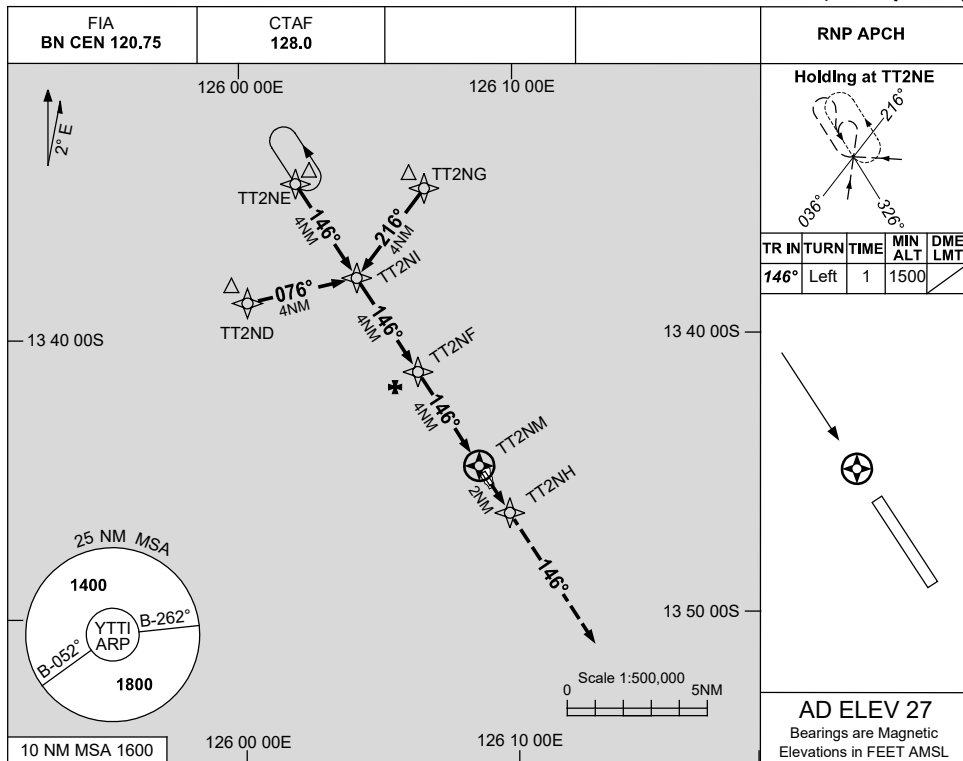 FIA
BN CEN 120.75
CTAF
128.0
RNP APCH
126 00 00E
126 10 00E
2° E
TT2NE
TT2NG
146°
4NM
216°
4NM
TT2NI
076°
4NM
TT2ND
146°
4NM
TT2NF
13 40 00S
13 40 00S
146°
4NM
TT2NM
2NM
TT2NH
146°
13 50 00S
25 NM MSA
1400
YTTI
ARP
B-262°
B-052°
1800
10 NM MSA 1600
126 00 00E
126 10 00E
Scale 1:500,000
0
5NM
Holding at TT2NE
216°
036°
326°
TR IN TURN TIME MIN ALT DME LMT
146° Left 1 1500
AD ELEV 27
Bearings are Magnetic
Elevations in FEET AMSL